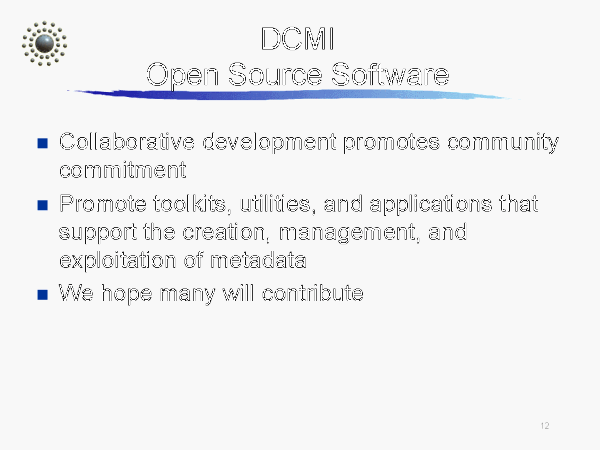 DCMI
Open Source Software
Collaborative development promotes community
commitment
Promote toolkits, utilities, and applications that
support the creation, management, and
exploitation of metadata
We hope many will contribute
12